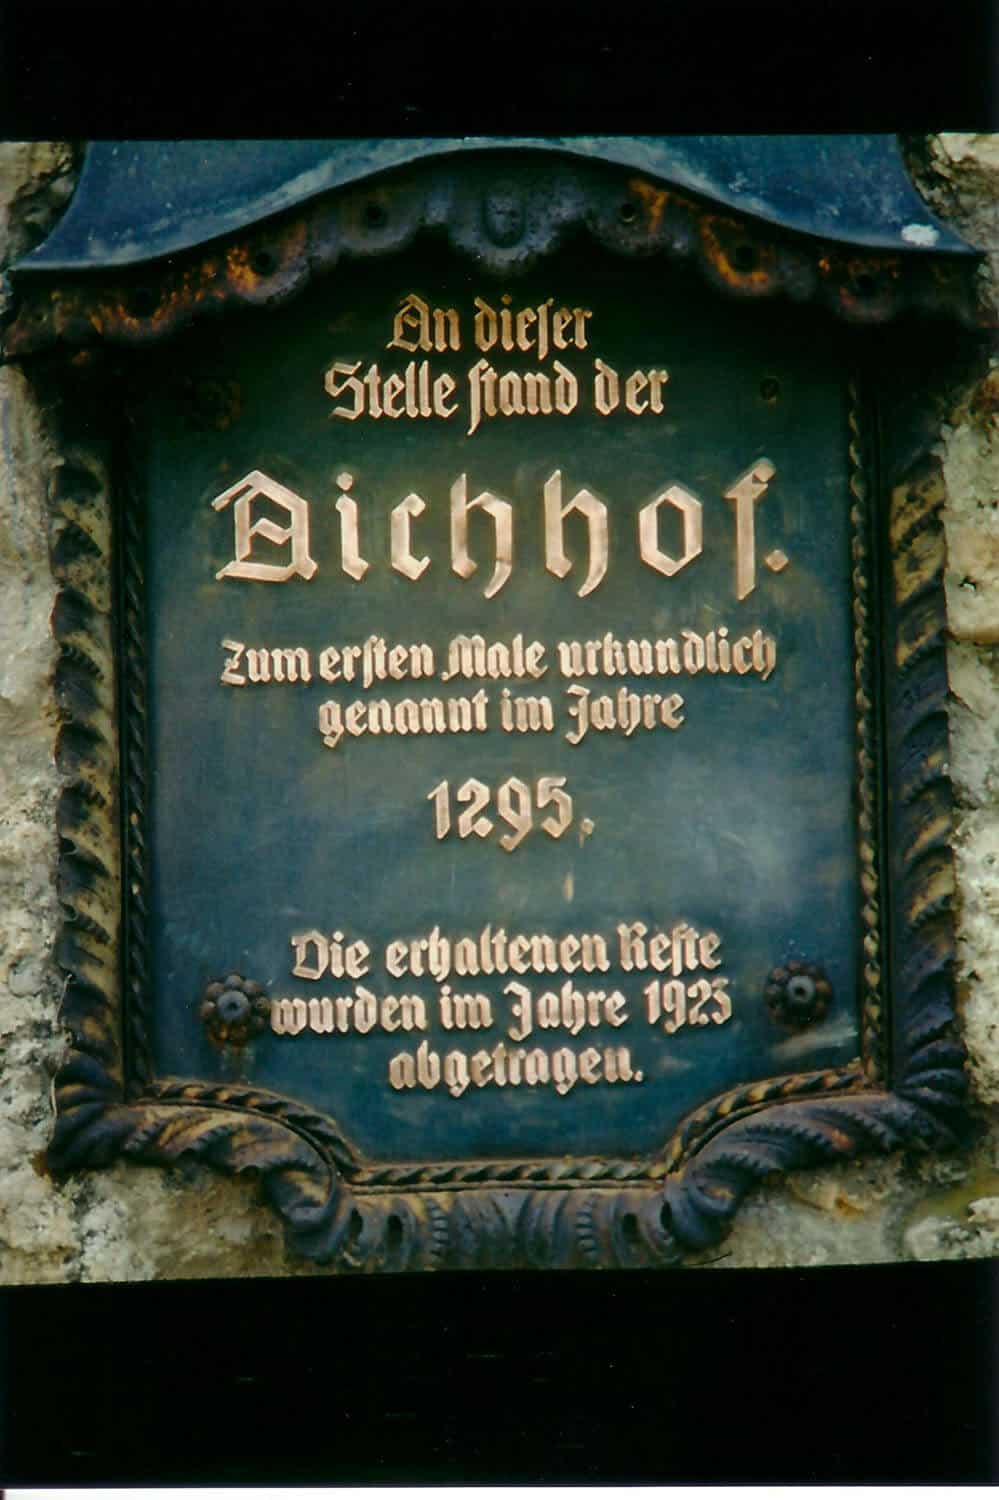 An dieser
Stelle stand der
Aichhof.
Zum ersten Male urkundlich
genannt im Jahre
1295.
Die erhaltenen Reste
wurden im Jahre 1923
abgetragen.